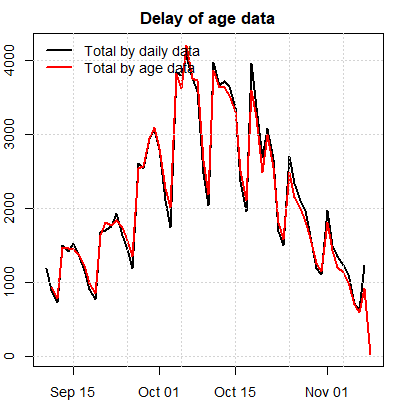 Delay of age data
Total by daily data
Total by age data
4000
3000
2000
1000
0
Sep 15 Oct 01 Oct 15 Nov 01